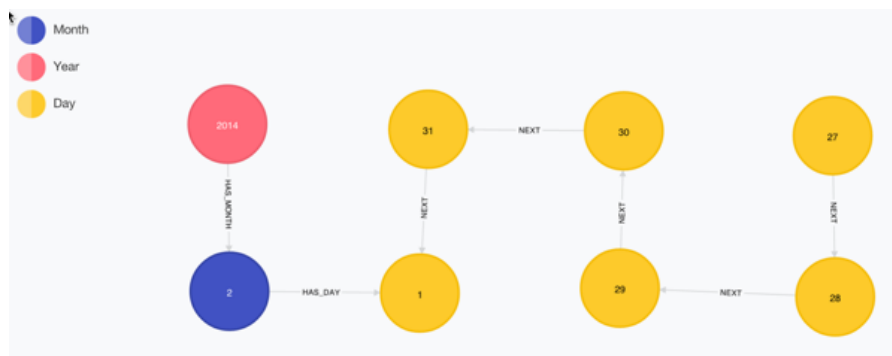 Month
Year
Day
2014
31
NEXT
30
27
HAS_MONTH
NEXT
NEXT
NEXT
2
HAS_DAY
1
29
NEXT
28